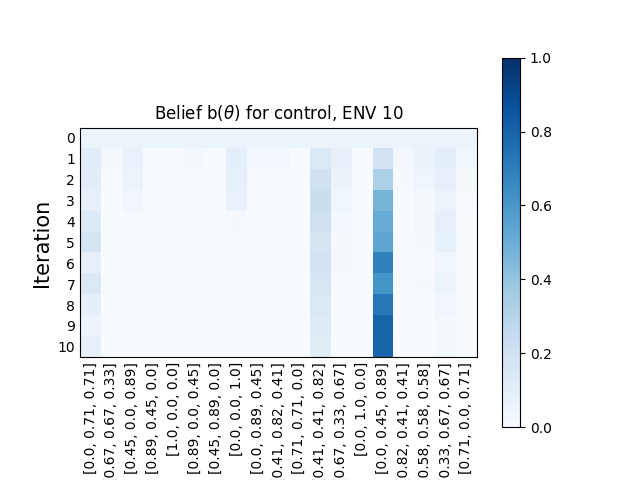 Belief b(θ) for control, ENV 10
Iteration
0
1
2
3
4
5
6
7
8
9
10
[0.0, 0.71, 0.71]
0.67, 0.67, 0.33]
[0.45, 0.0, 0.89]
[0.89, 0.45, 0.0]
[1.0, 0.0, 0.0]
[0.89, 0.0, 0.45]
[0.45, 0.89, 0.0]
[0.0, 0.0, 1.0]
[0.0, 0.89, 0.45]
0.41, 0.82, 0.41]
[0.71, 0.71, 0.0]
0.41, 0.41, 0.82]
0.67, 0.33, 0.67]
[0.0, 1.0, 0.0]
[0.0, 0.45, 0.89]
0.82, 0.41, 0.41]
0.58, 0.58, 0.58]
0.33, 0.67, 0.67]
[0.71, 0.0, 0.71]
1.0
0.8
0.6
0.4
0.2
0.0